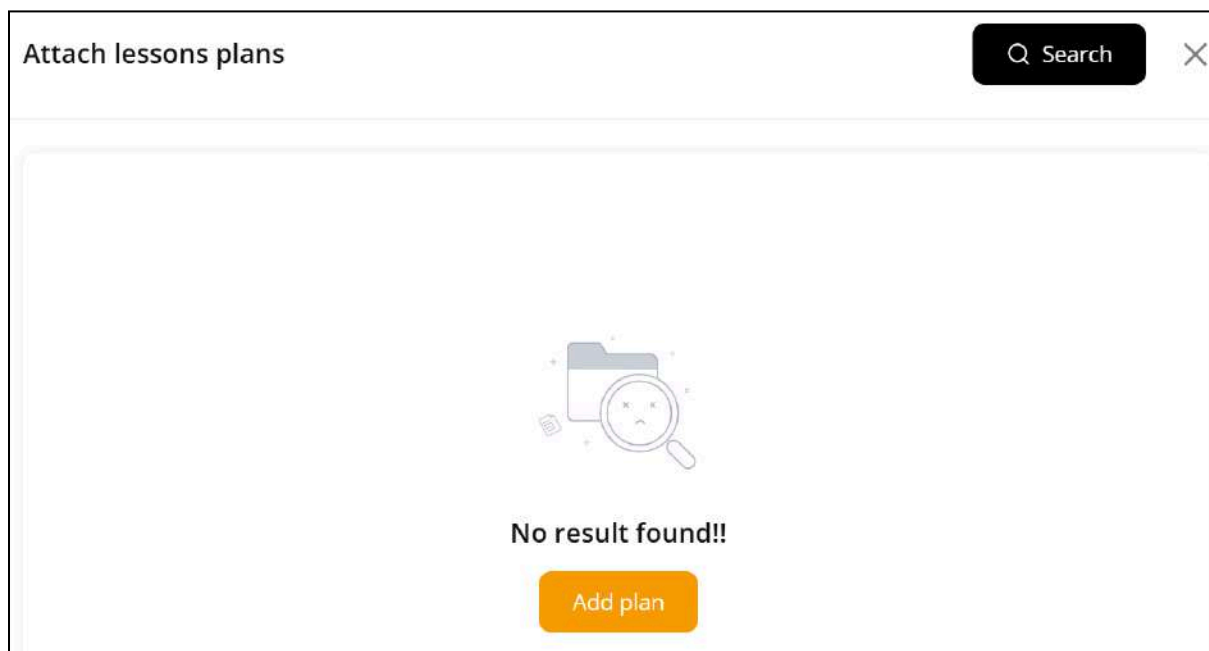 Attach lessons plans
Search
No result found!!
Add plan